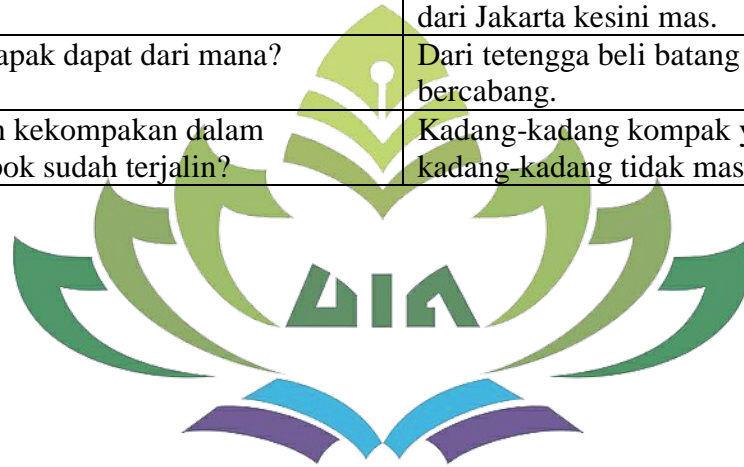 dari Jakarta kesini mas.
apak dapat dari mana?
Dari tetengga beli batang
bercabang.
kekompakan dalam
ok sudah terjalin?
Kadang-kadang kompak
kadang-kadang tidak mas
UIN